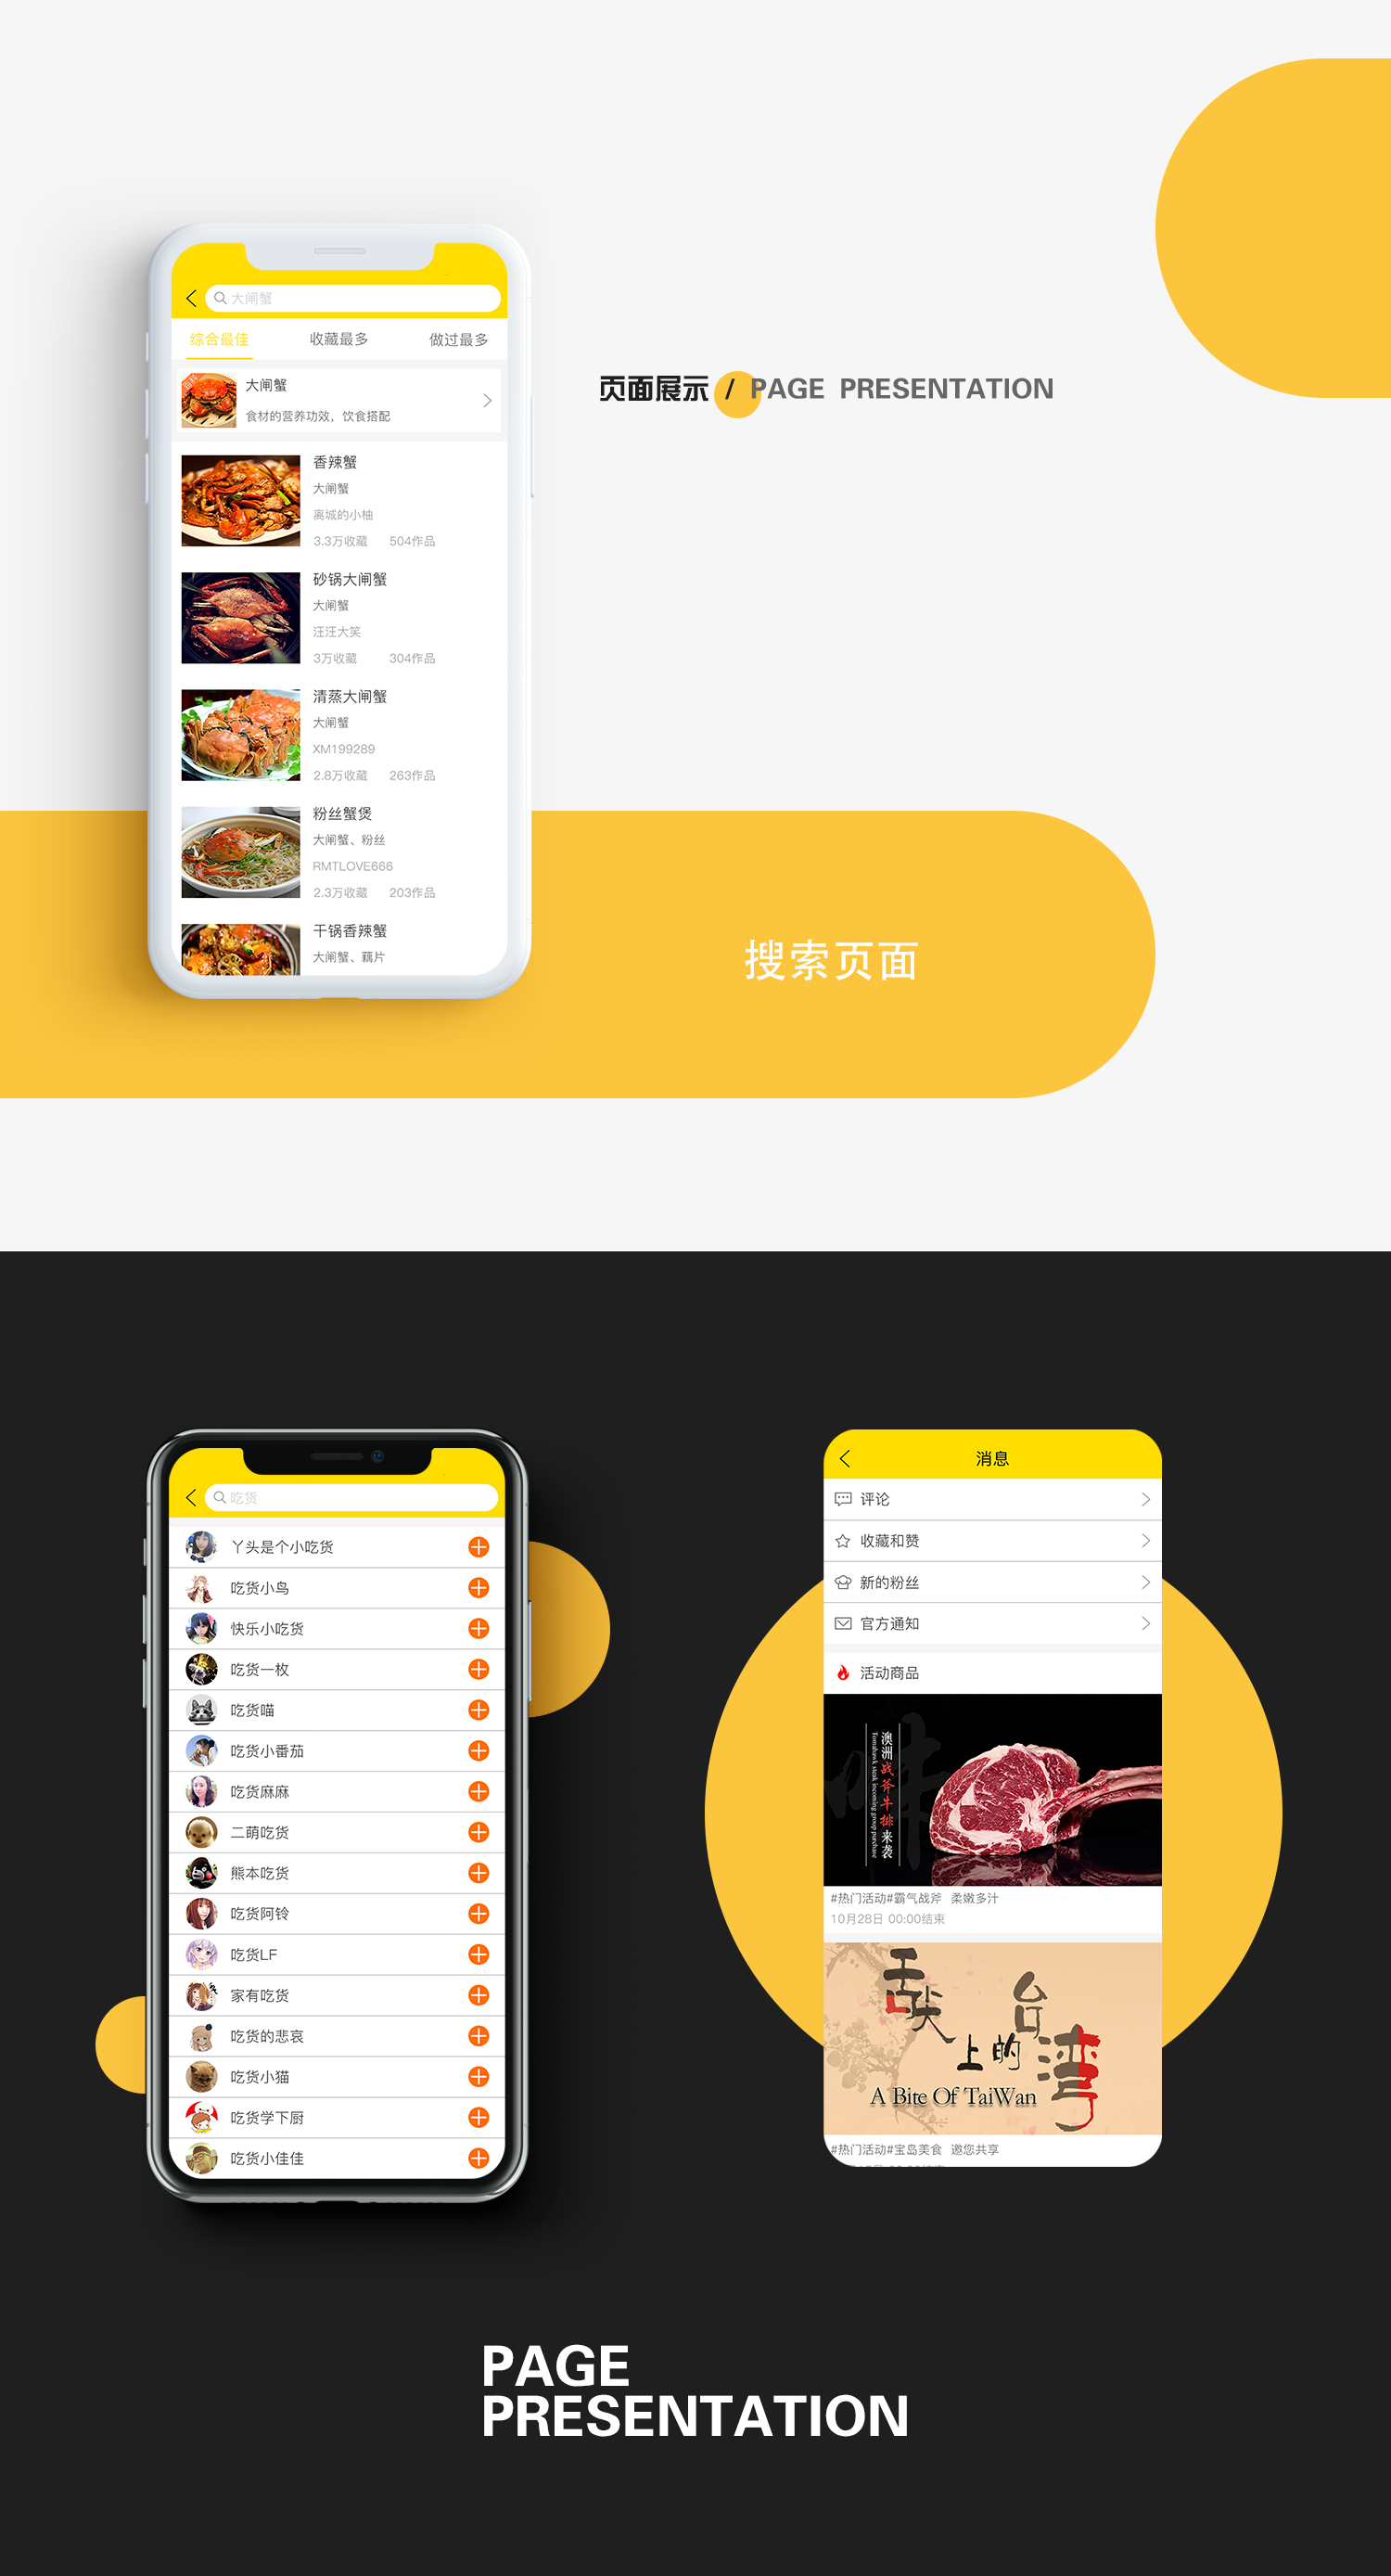 大闸蟹
综合最佳 收藏最多 做过最多
大闸蟹
食材的营养功效，饮食搭配
香辣蟹
大闸蟹
离城的小柚
3.3万收藏 504作品
砂锅大闸蟹
大闸蟹
汪汪大笑
3万收藏 304作品
清蒸大闸蟹
大闸蟹
XM199289
2.8万收藏 263作品
粉丝蟹煲
大闸蟹、粉丝
RMTLOVE666
2.3万收藏 203作品
干锅香辣蟹
大闸蟹、藕片
页面展示 / PAGE PRESENTATION
搜索页面
吃货
丫头是个小吃货
吃货小鸟
快乐小吃货
吃货一枚
吃货喵
吃货小番茄
吃货麻麻
二萌吃货
熊本吃货
吃货阿铃
吃货LF
家有吃货
吃货的悲哀
吃货小猫
吃货学下厨
吃货小佳佳
消息
评论
收藏和赞
新的粉丝
官方通知
活动商品
味
澳洲战斧牛排来袭
Tomahawk steak incoming group purchase
#热门活动#霸气战斧 柔嫩多汁
10月28日 00:00结束
舌尖上的台湾
A Bite Of TaiWan
#热门活动#宝岛美食 邀您共享
PAGE
PRESENTATION